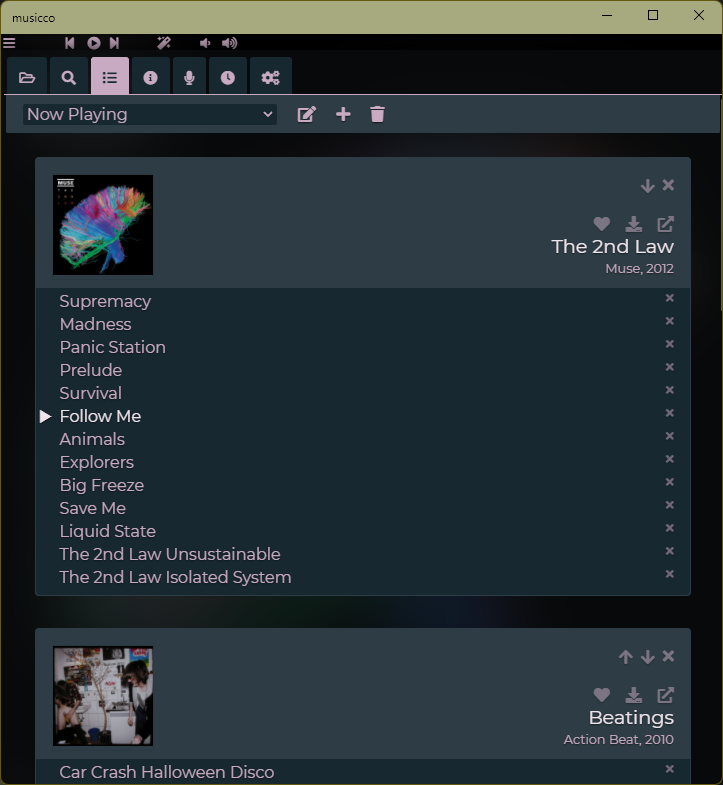 musicco
Now Playing
MUSE
The 2nd Law
Muse, 2012
Supremacy
Madness
Panic Station
Prelude
Survival
Follow Me
Animals
Explorers
Big Freeze
Save Me
Liquid State
The 2nd Law Unsustainable
The 2nd Law Isolated System
Beatings
Action Beat, 2010
Car Crash Halloween Disco